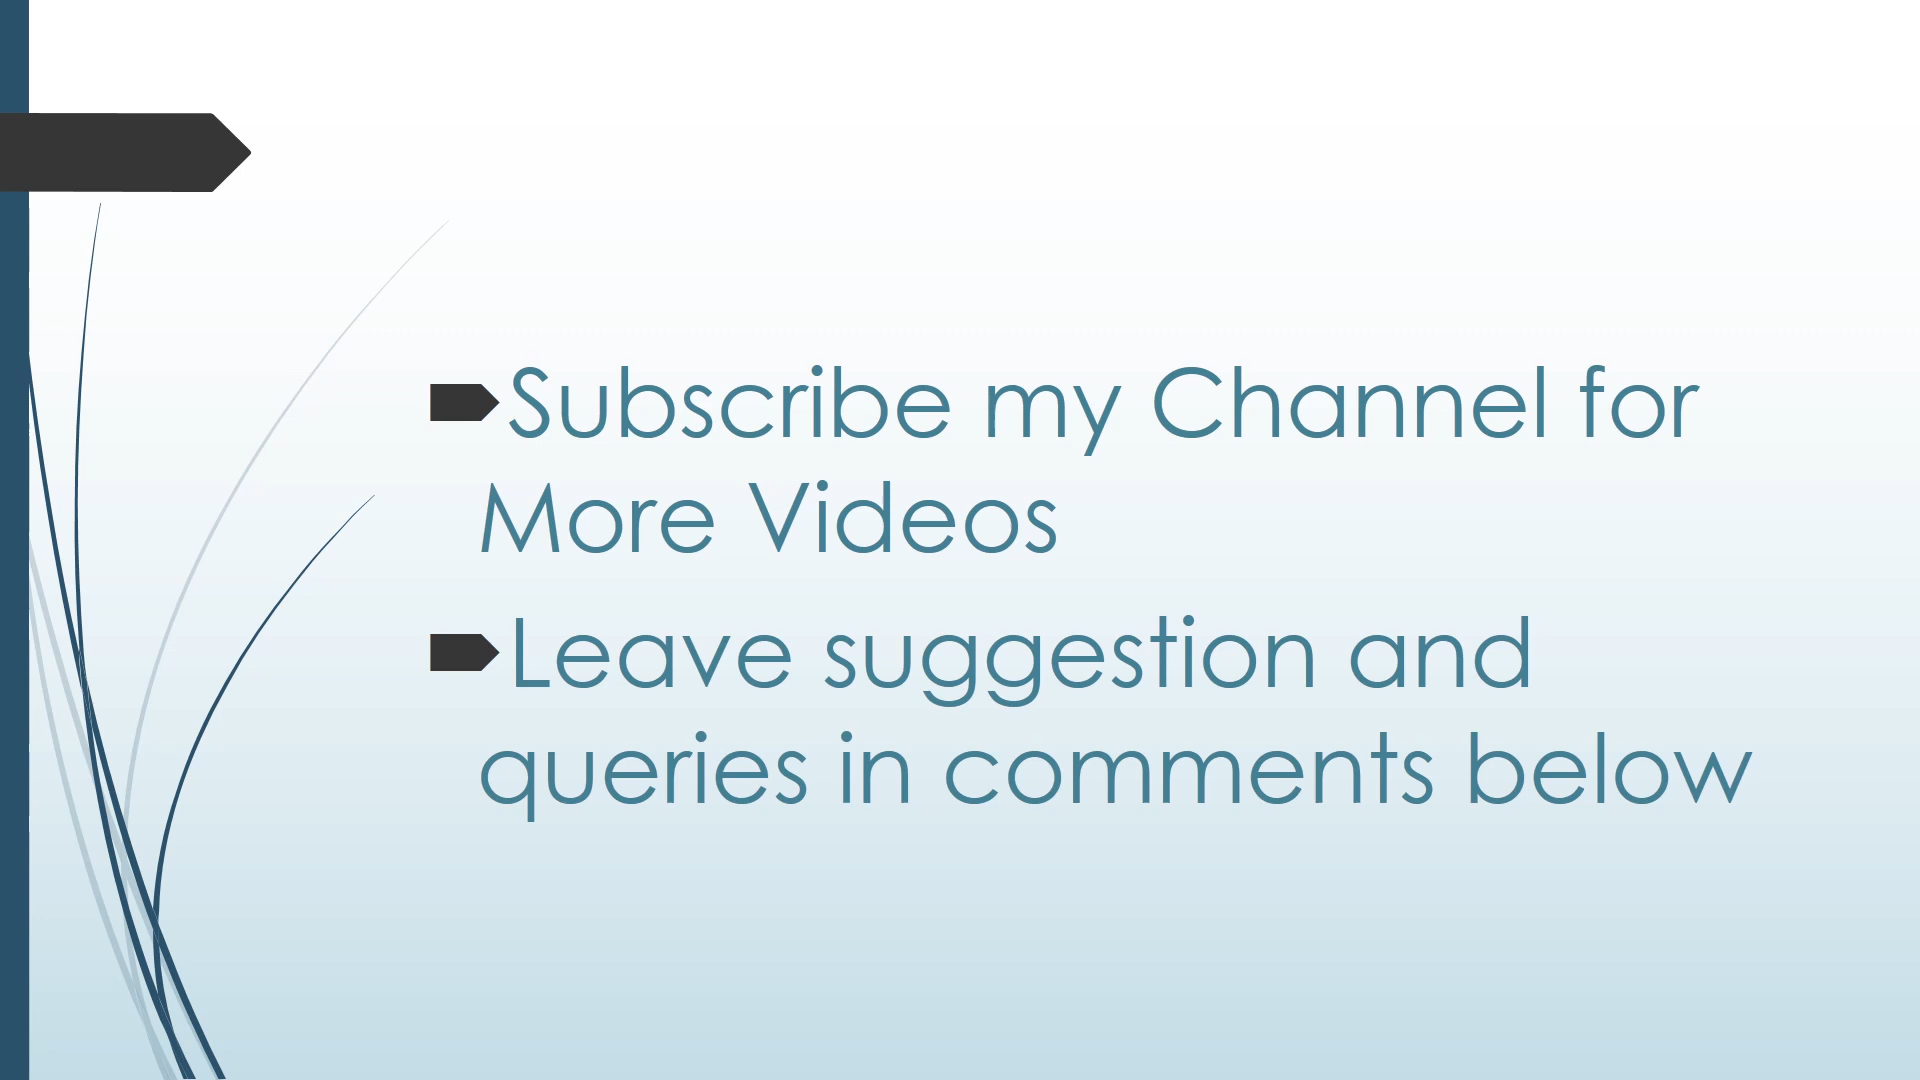 Subscribe my Channel for
More Videos
Leave suggestion and
queries in comments below